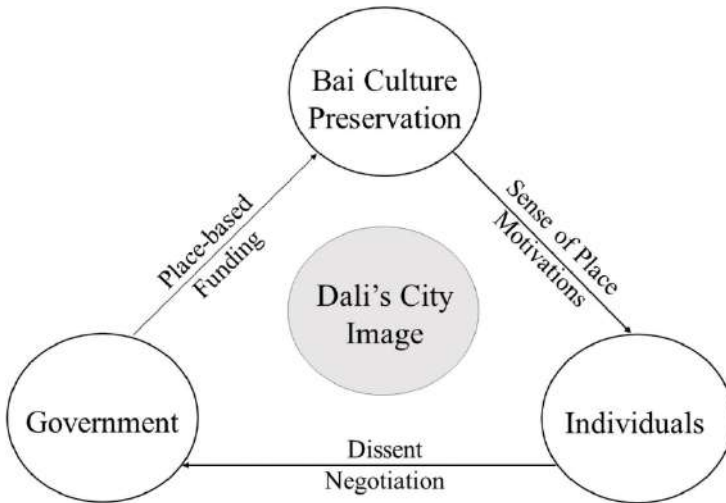 Bai Culture
Preservation
Place-based
Funding
Sense of Place
Motivations
Dali's City
Image
Government
Individuals
Dissent
Negotiation